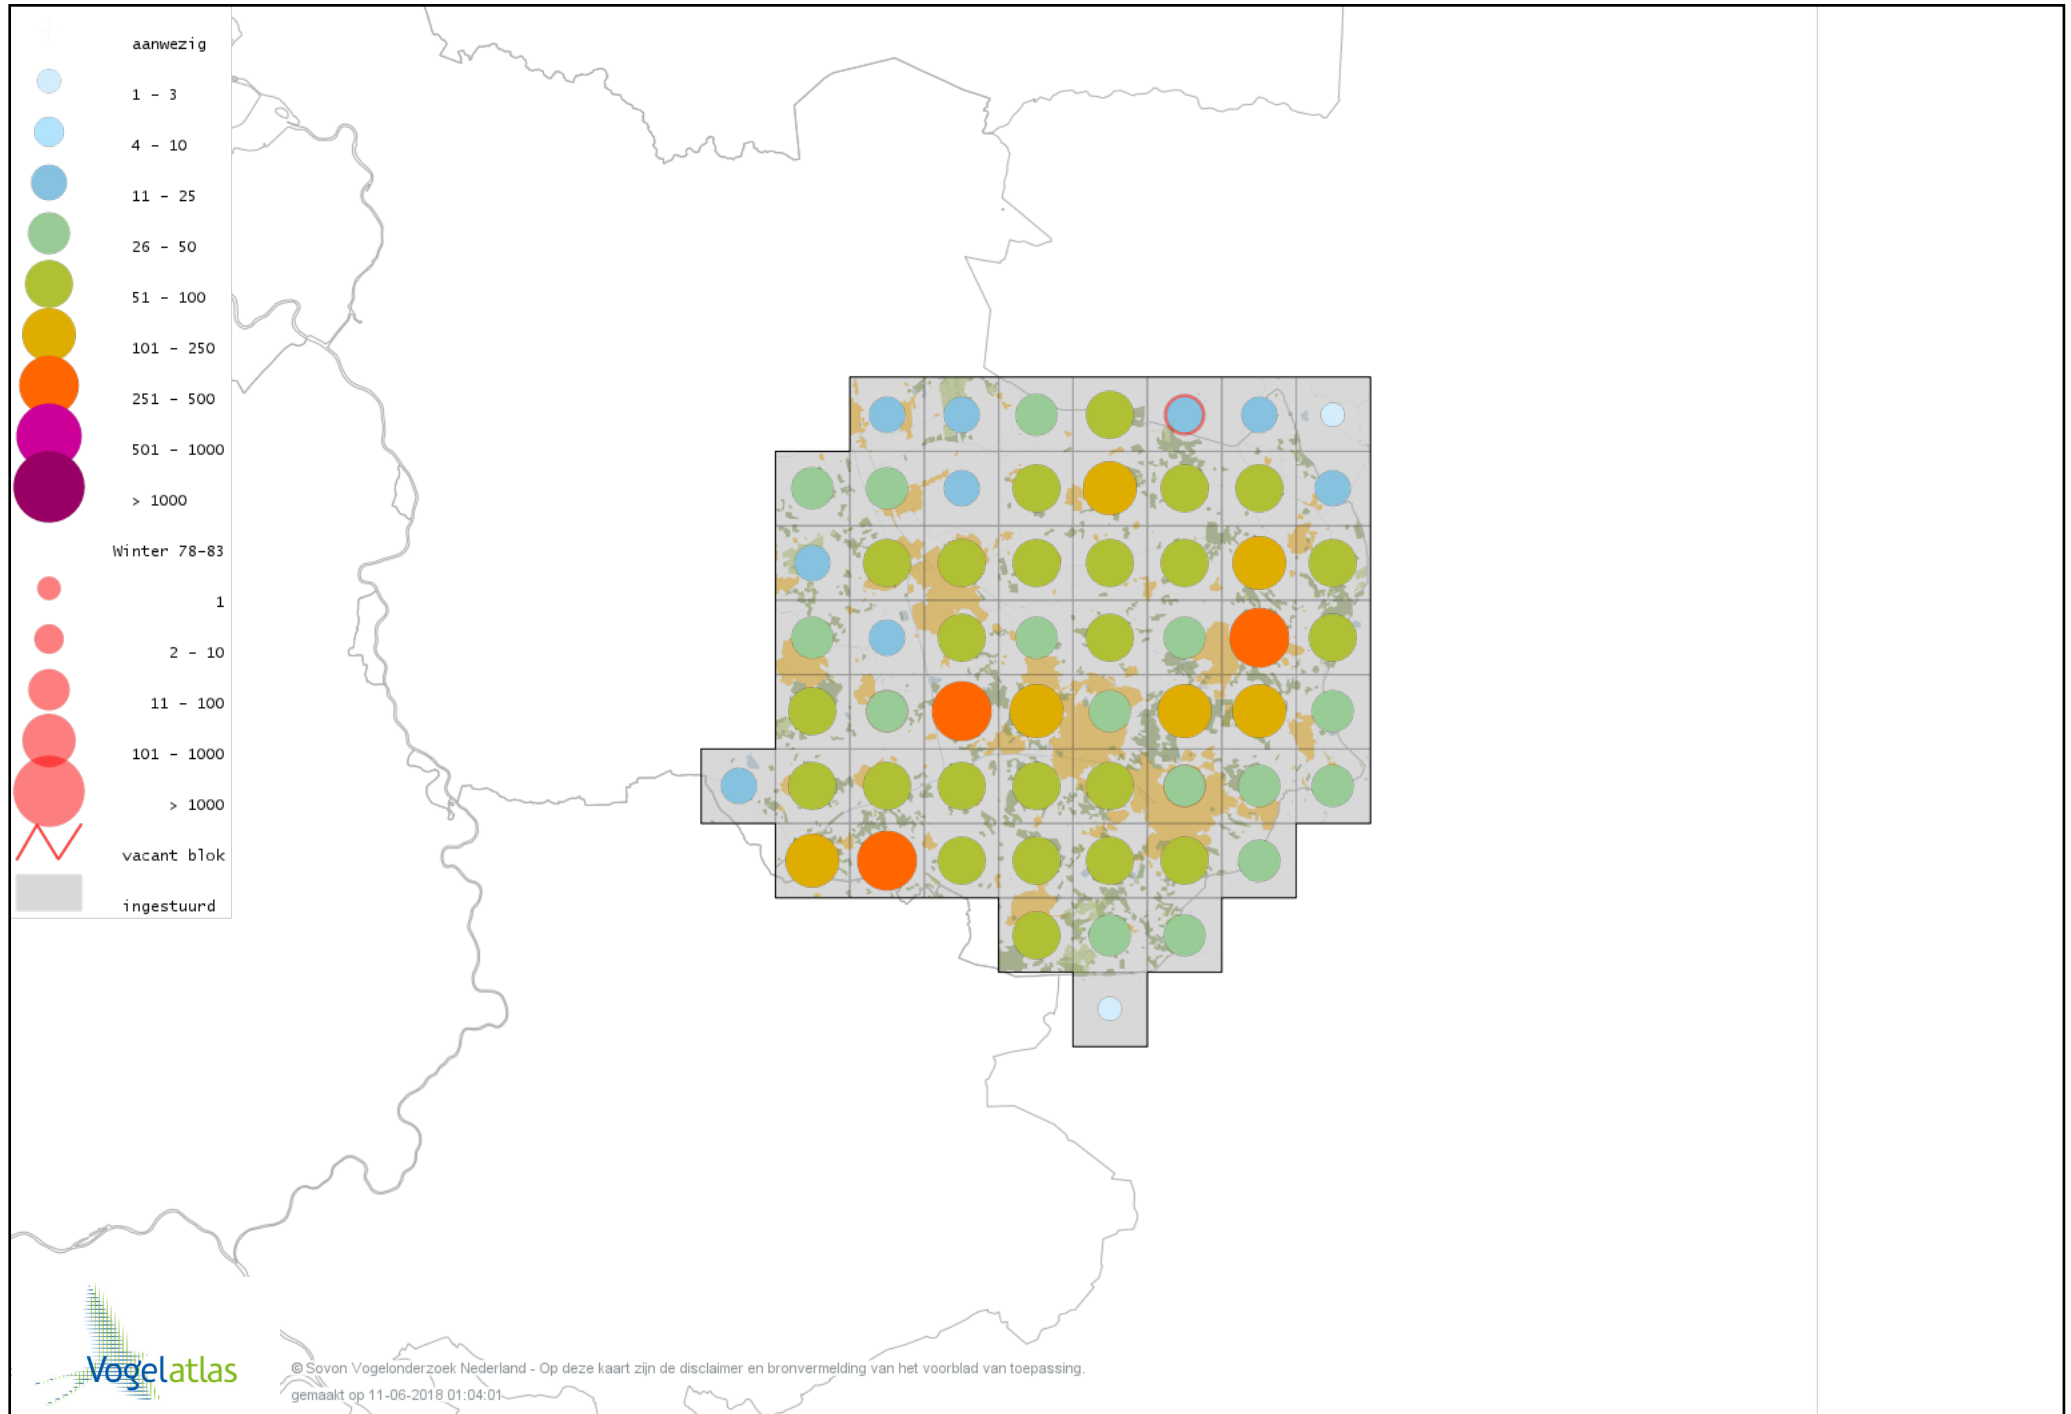 aanwezig
1 – 3
4 – 10
11 – 25
26 – 50
51 – 100
101 – 250
251 – 500
501 – 1000
> 1000
Winter 78-83
1
2 – 10
11 – 100
101 – 1000
> 1000
vacant blok
ingestuurd
Vogelatlas
© Sovon Vogelonderzoek Nederland - Op deze kaart zijn de disclaimer en bronvermelding van het voorblad van toepassing.
gemaakt op 11-06-2018 01:04:01